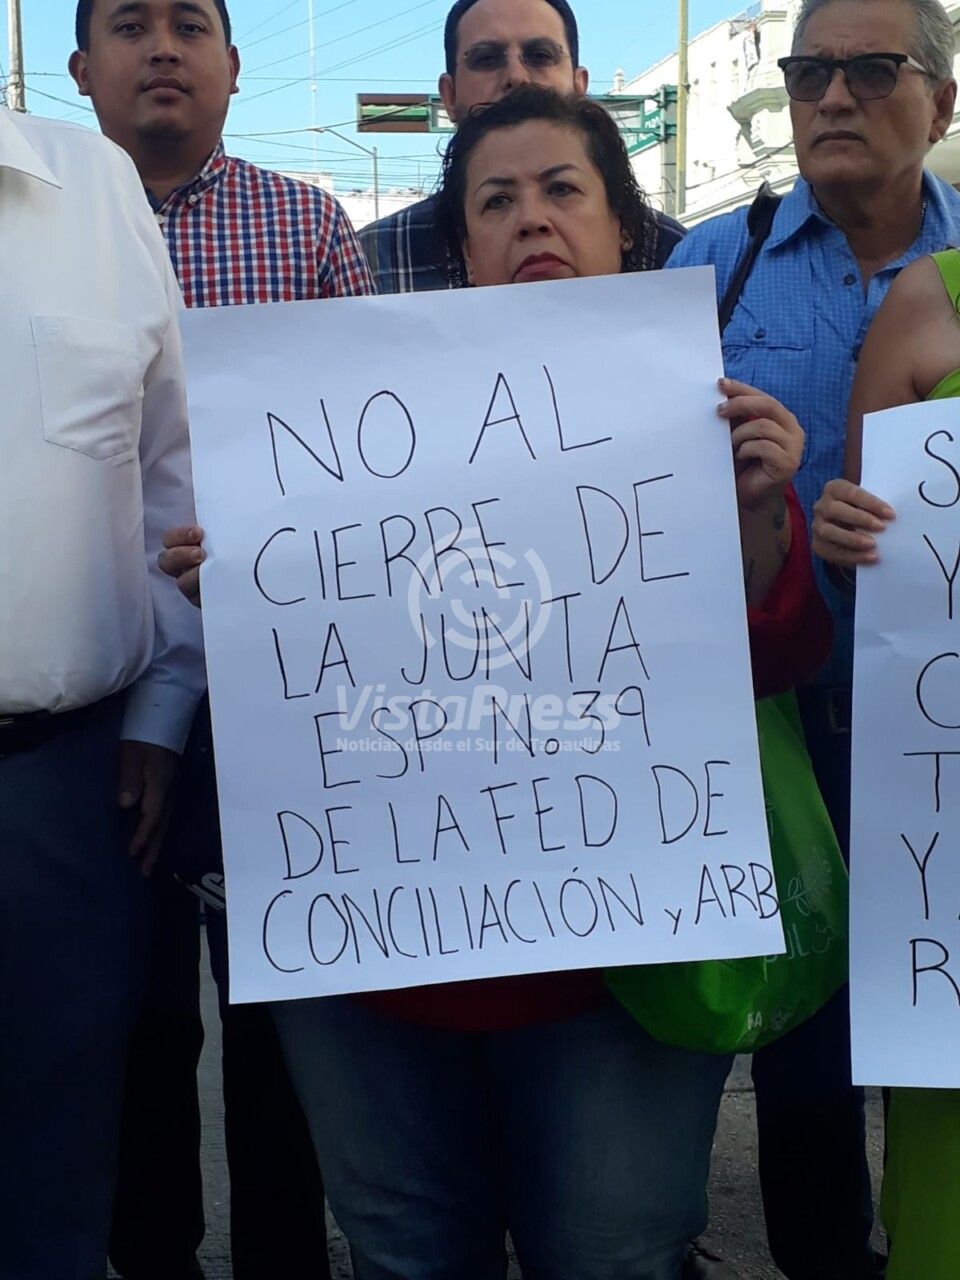 NO AL
CIERRE DE
LA JUNTA
ESP No.39
DE LA FED DE
CONCILIACIÓN y ARB
VistaPress
Noticias desde el Sur de Tamaulipas
S
Y
C
T
Y
R